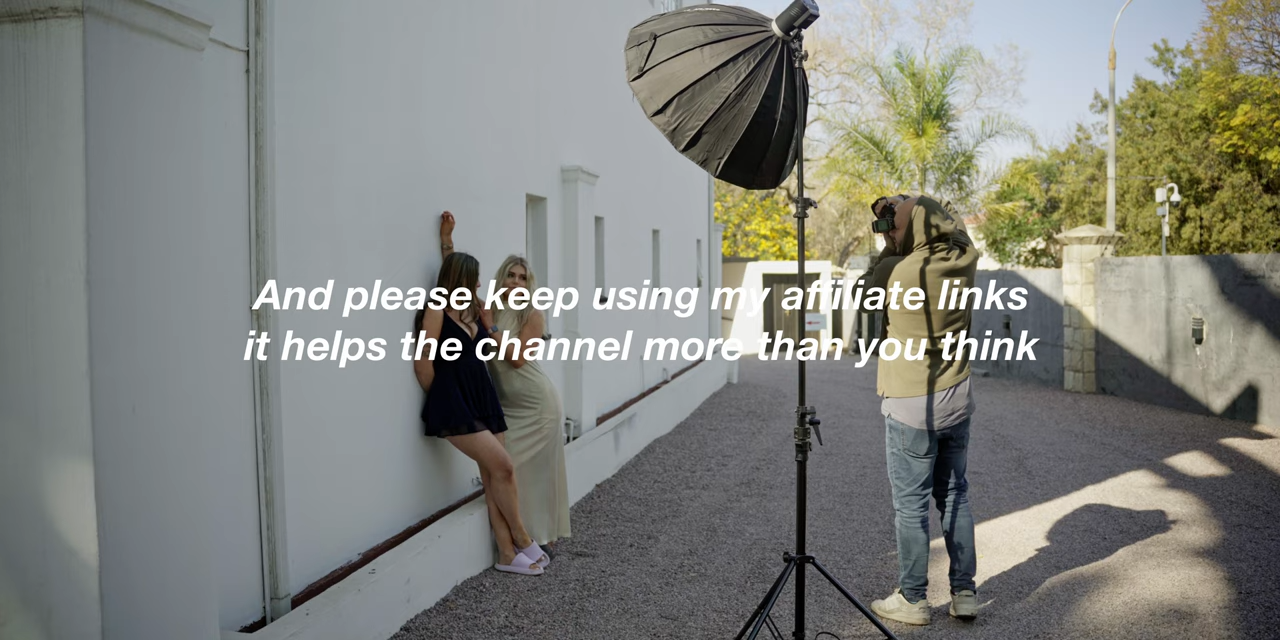 And please keep using my affiliate links
it helps the channel more than you think